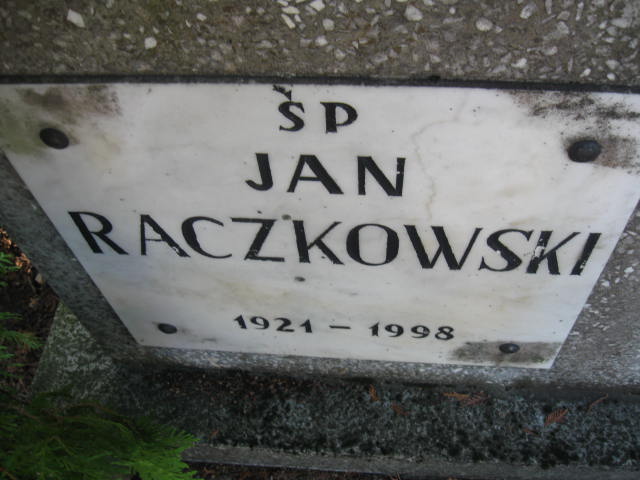 ŚP
JAN
RACZKOWSKI
1921 - 1998